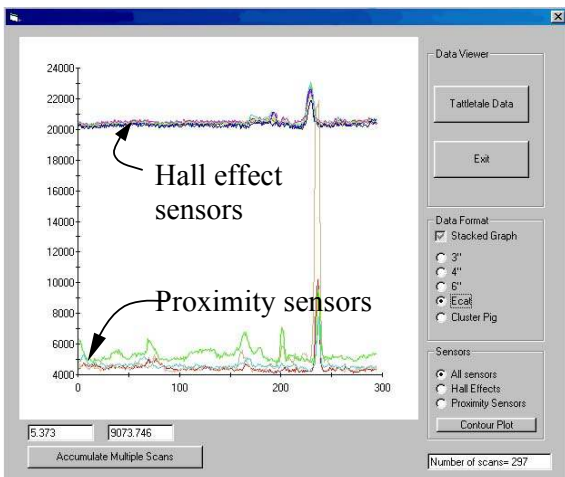 24000
22000
20000
18000
16000
14000
12000
10000
8000
6000
4000
0
100
200
300
Hall effect
sensors
Proximity sensors
5.373
9073.746
Accumulate Multiple Scans
Data Viewer
Tattletale Data
Exit
Data Format
Stacked Graph
3"
4"
6"
Ecat
Cluster Pig
Sensors
All sensors
Hall Effects
Proximity Sensors
Contour Plot
Number of scans= 297